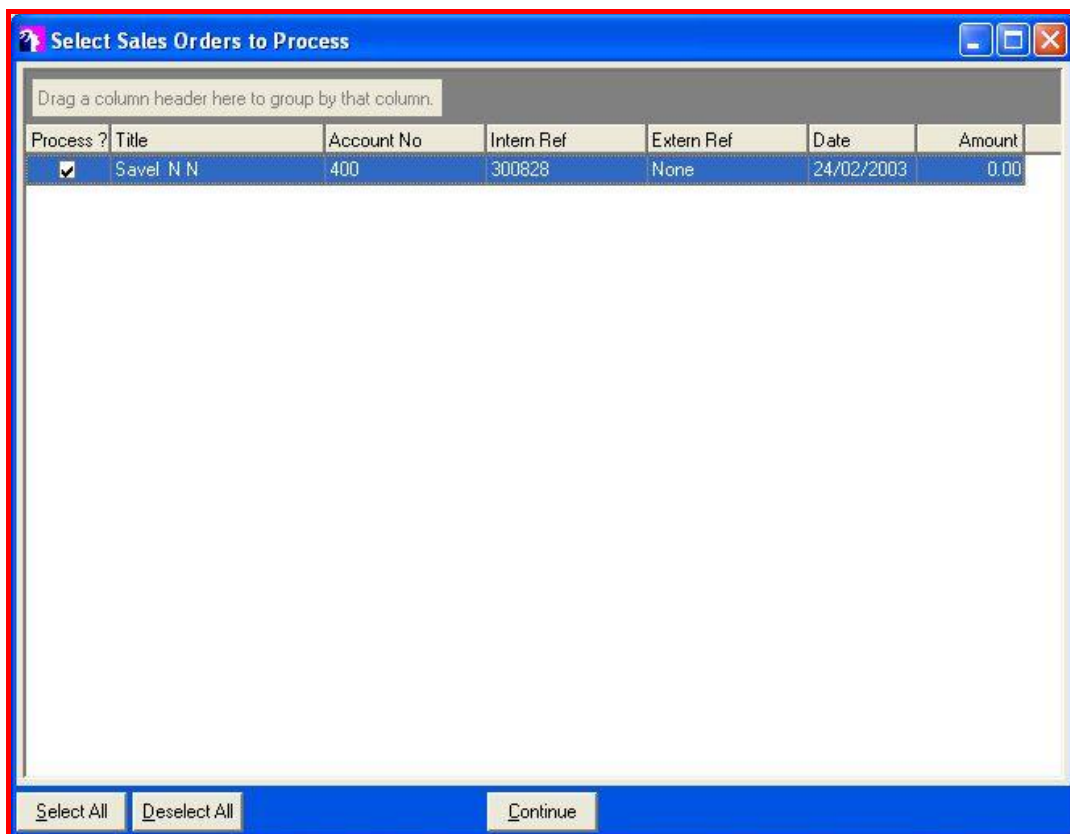 Select Sales Orders to Process
Drag a column header here to group by that column.
Process ? Title Account No Intern Ref Extern Ref Date Amount
Savel N N 400 300828 None 24/02/2003 0.00
Select All Deselect All Continue